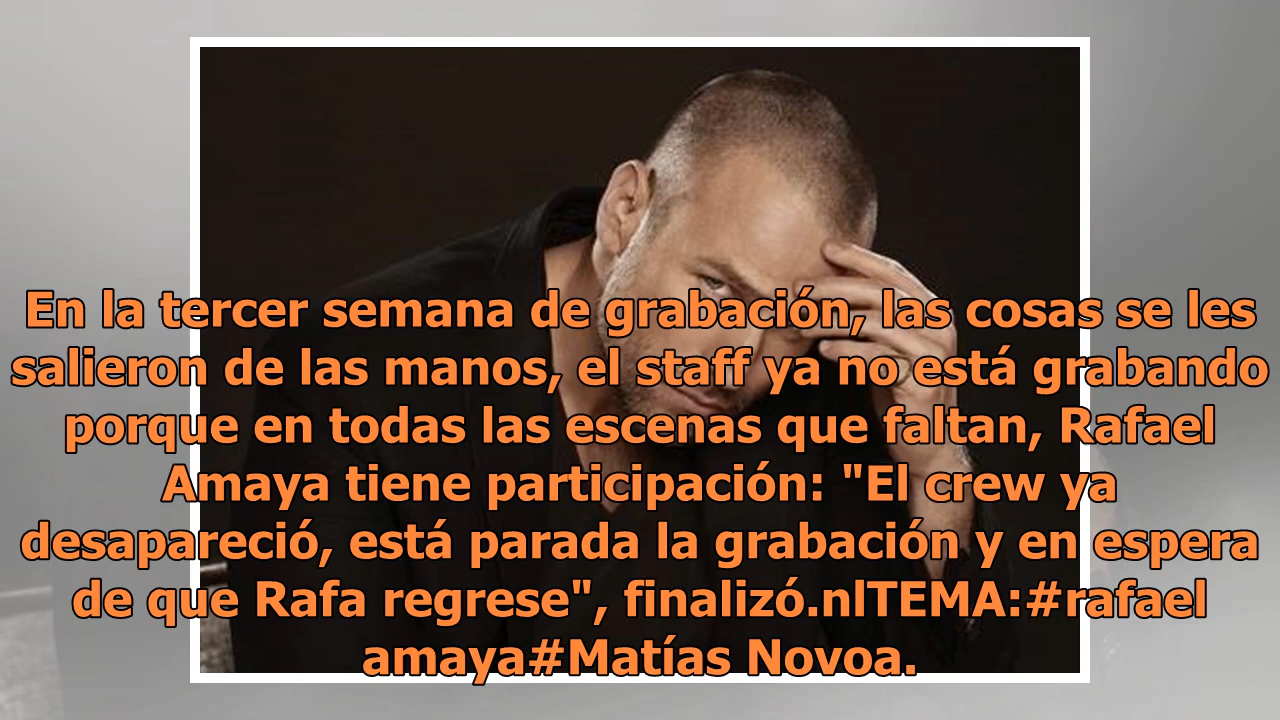 En la tercer semana de grabación, las cosas se les
salieron de las manos, el staff ya no está grabando
porque en todas las escenas que faltan, Rafael
Amaya tiene participación: "El crew ya
desapareció, está parada la grabación y en espera
de que Rafa regrese", finalizó.nlTEMA:#rafael
amaya#Matías Novoa.